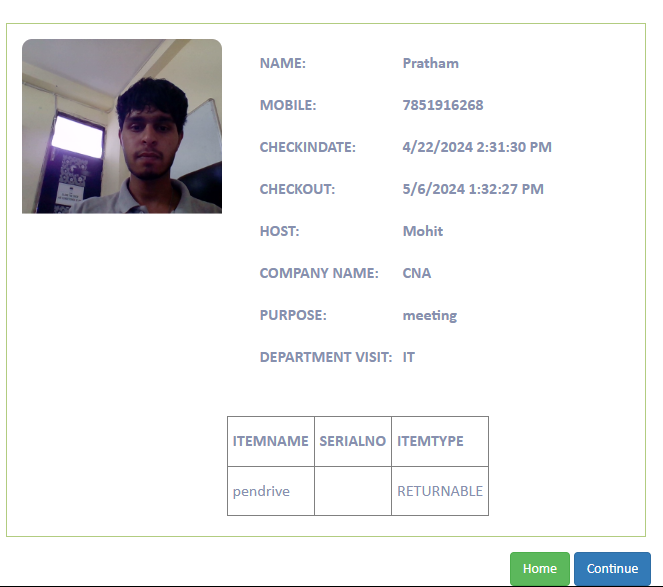 NAME: Pratham
MOBILE: 7851916268
CHECKINDATE: 4/22/2024 2:31:30 PM
CHECKOUT: 5/6/2024 1:32:27 PM
HOST: Mohit
COMPANY NAME: CNA
PURPOSE: meeting
DEPARTMENT VISIT: IT
ITEMNAME SERIALNO ITEMTYPE
pendrive RETURNABLE
Home Continue